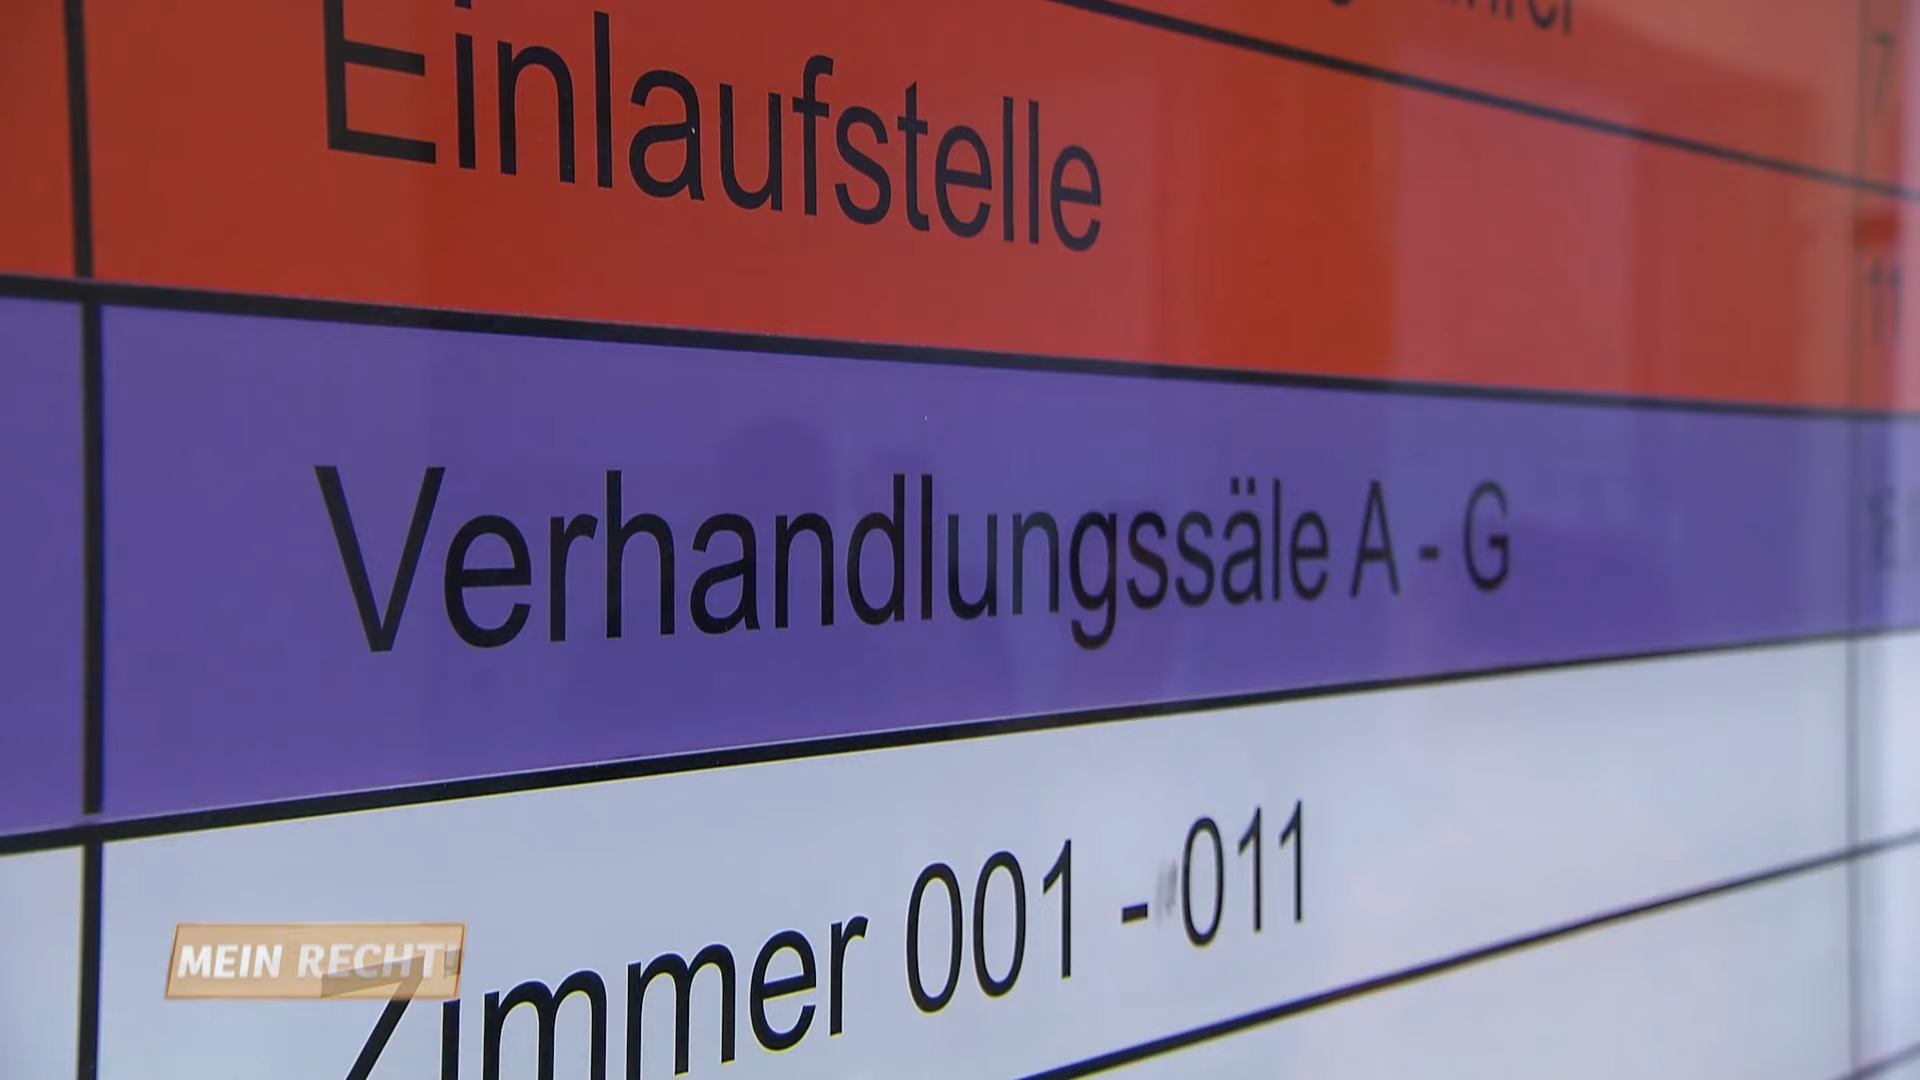 Einlaufstelle
Verhandlungssäle A - G
Zimmer 001 - 011
MEIN RECHT!